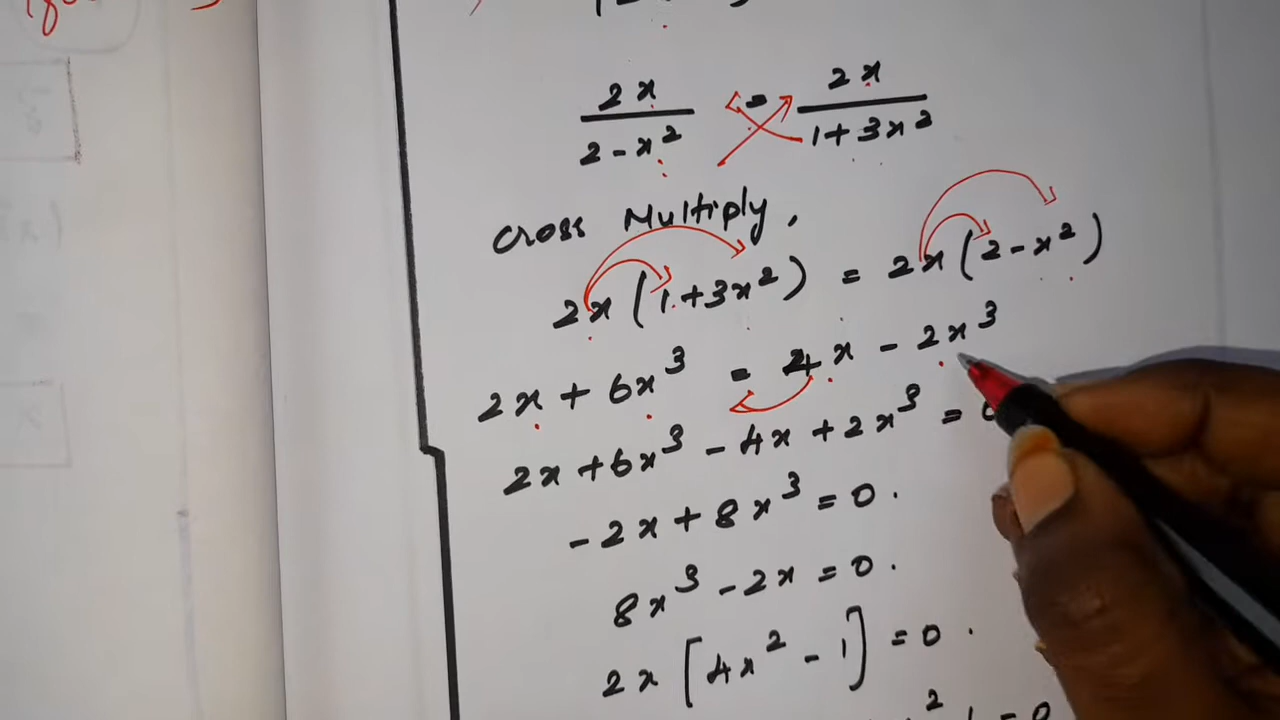 2x / 2 - x² = 2x / 1 + 3x²
Cross Multiply,
2x (1 + 3x²) = 2x (2 - x²)
2x + 6x³ = 4x - 2x³
2x + 6x³ - 4x + 2x³ = 0
-2x + 8x³ = 0.
8x³ - 2x = 0.
2x [4x² - 1] = 0.